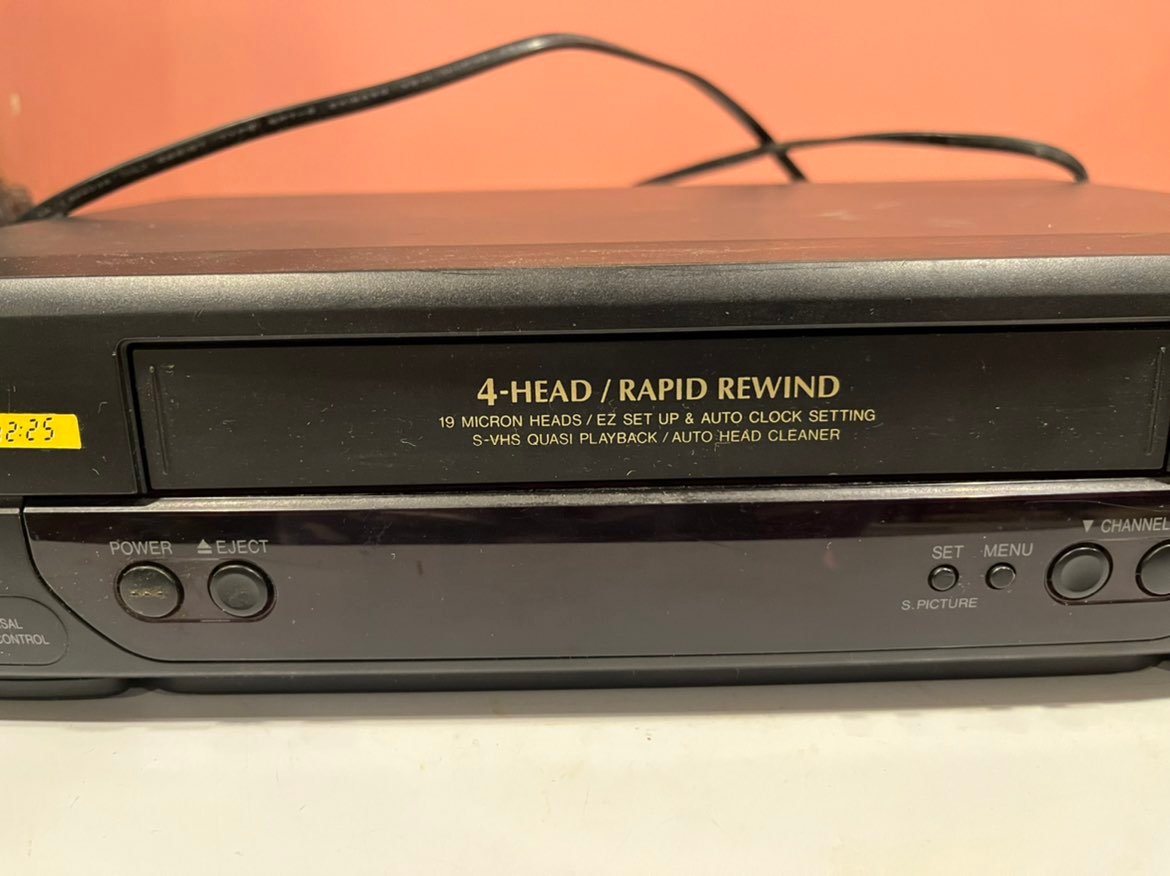 4-HEAD / RAPID REWIND
19 MICRON HEADS / EZ SET UP & AUTO CLOCK SETTING
S-VHS QUASI PLAYBACK / AUTO HEAD CLEANER
2:25
POWER ⏏ EJECT
SET MENU
▼ CHANNEL
S. PICTURE
SAL
CONTROL